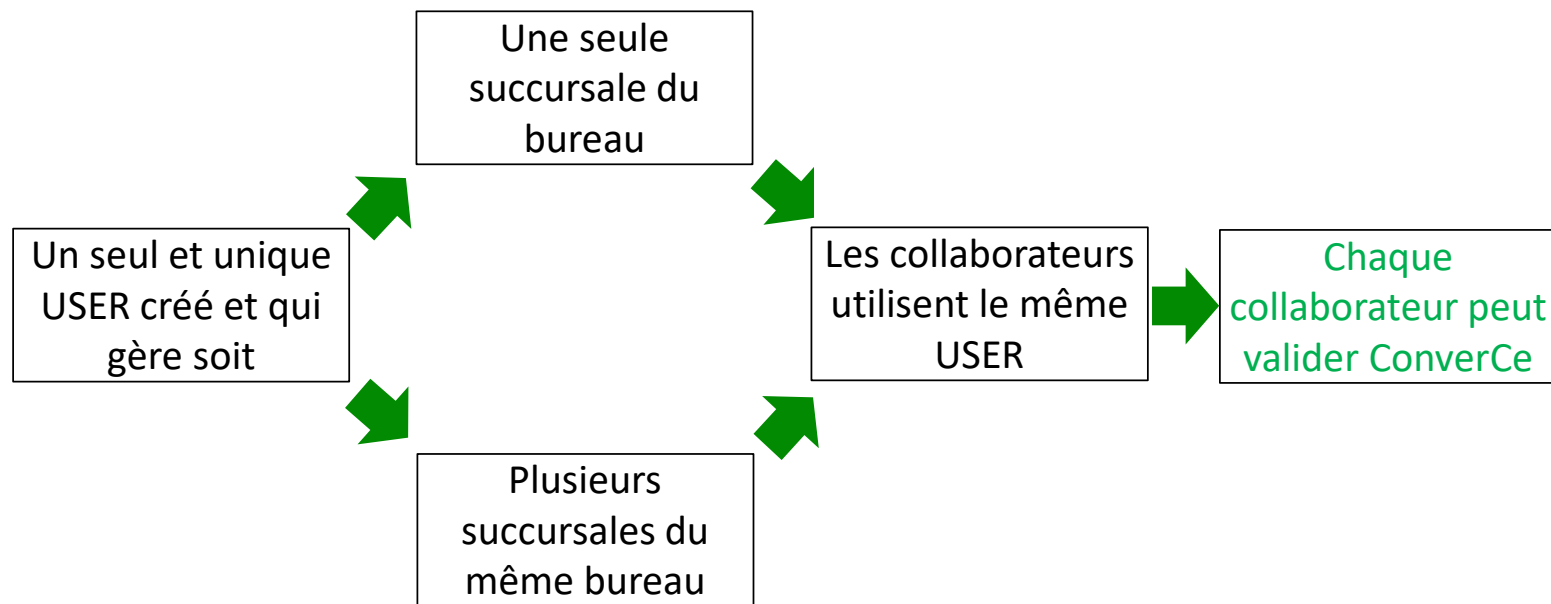 Une seule
succursale du
bureau
Un seul et unique
USER créé et qui
gère soit
Les collaborateurs
utilisent le même
USER
Chaque
collaborateur peut
valider ConverCe
Plusieurs
succursales du
même bureau